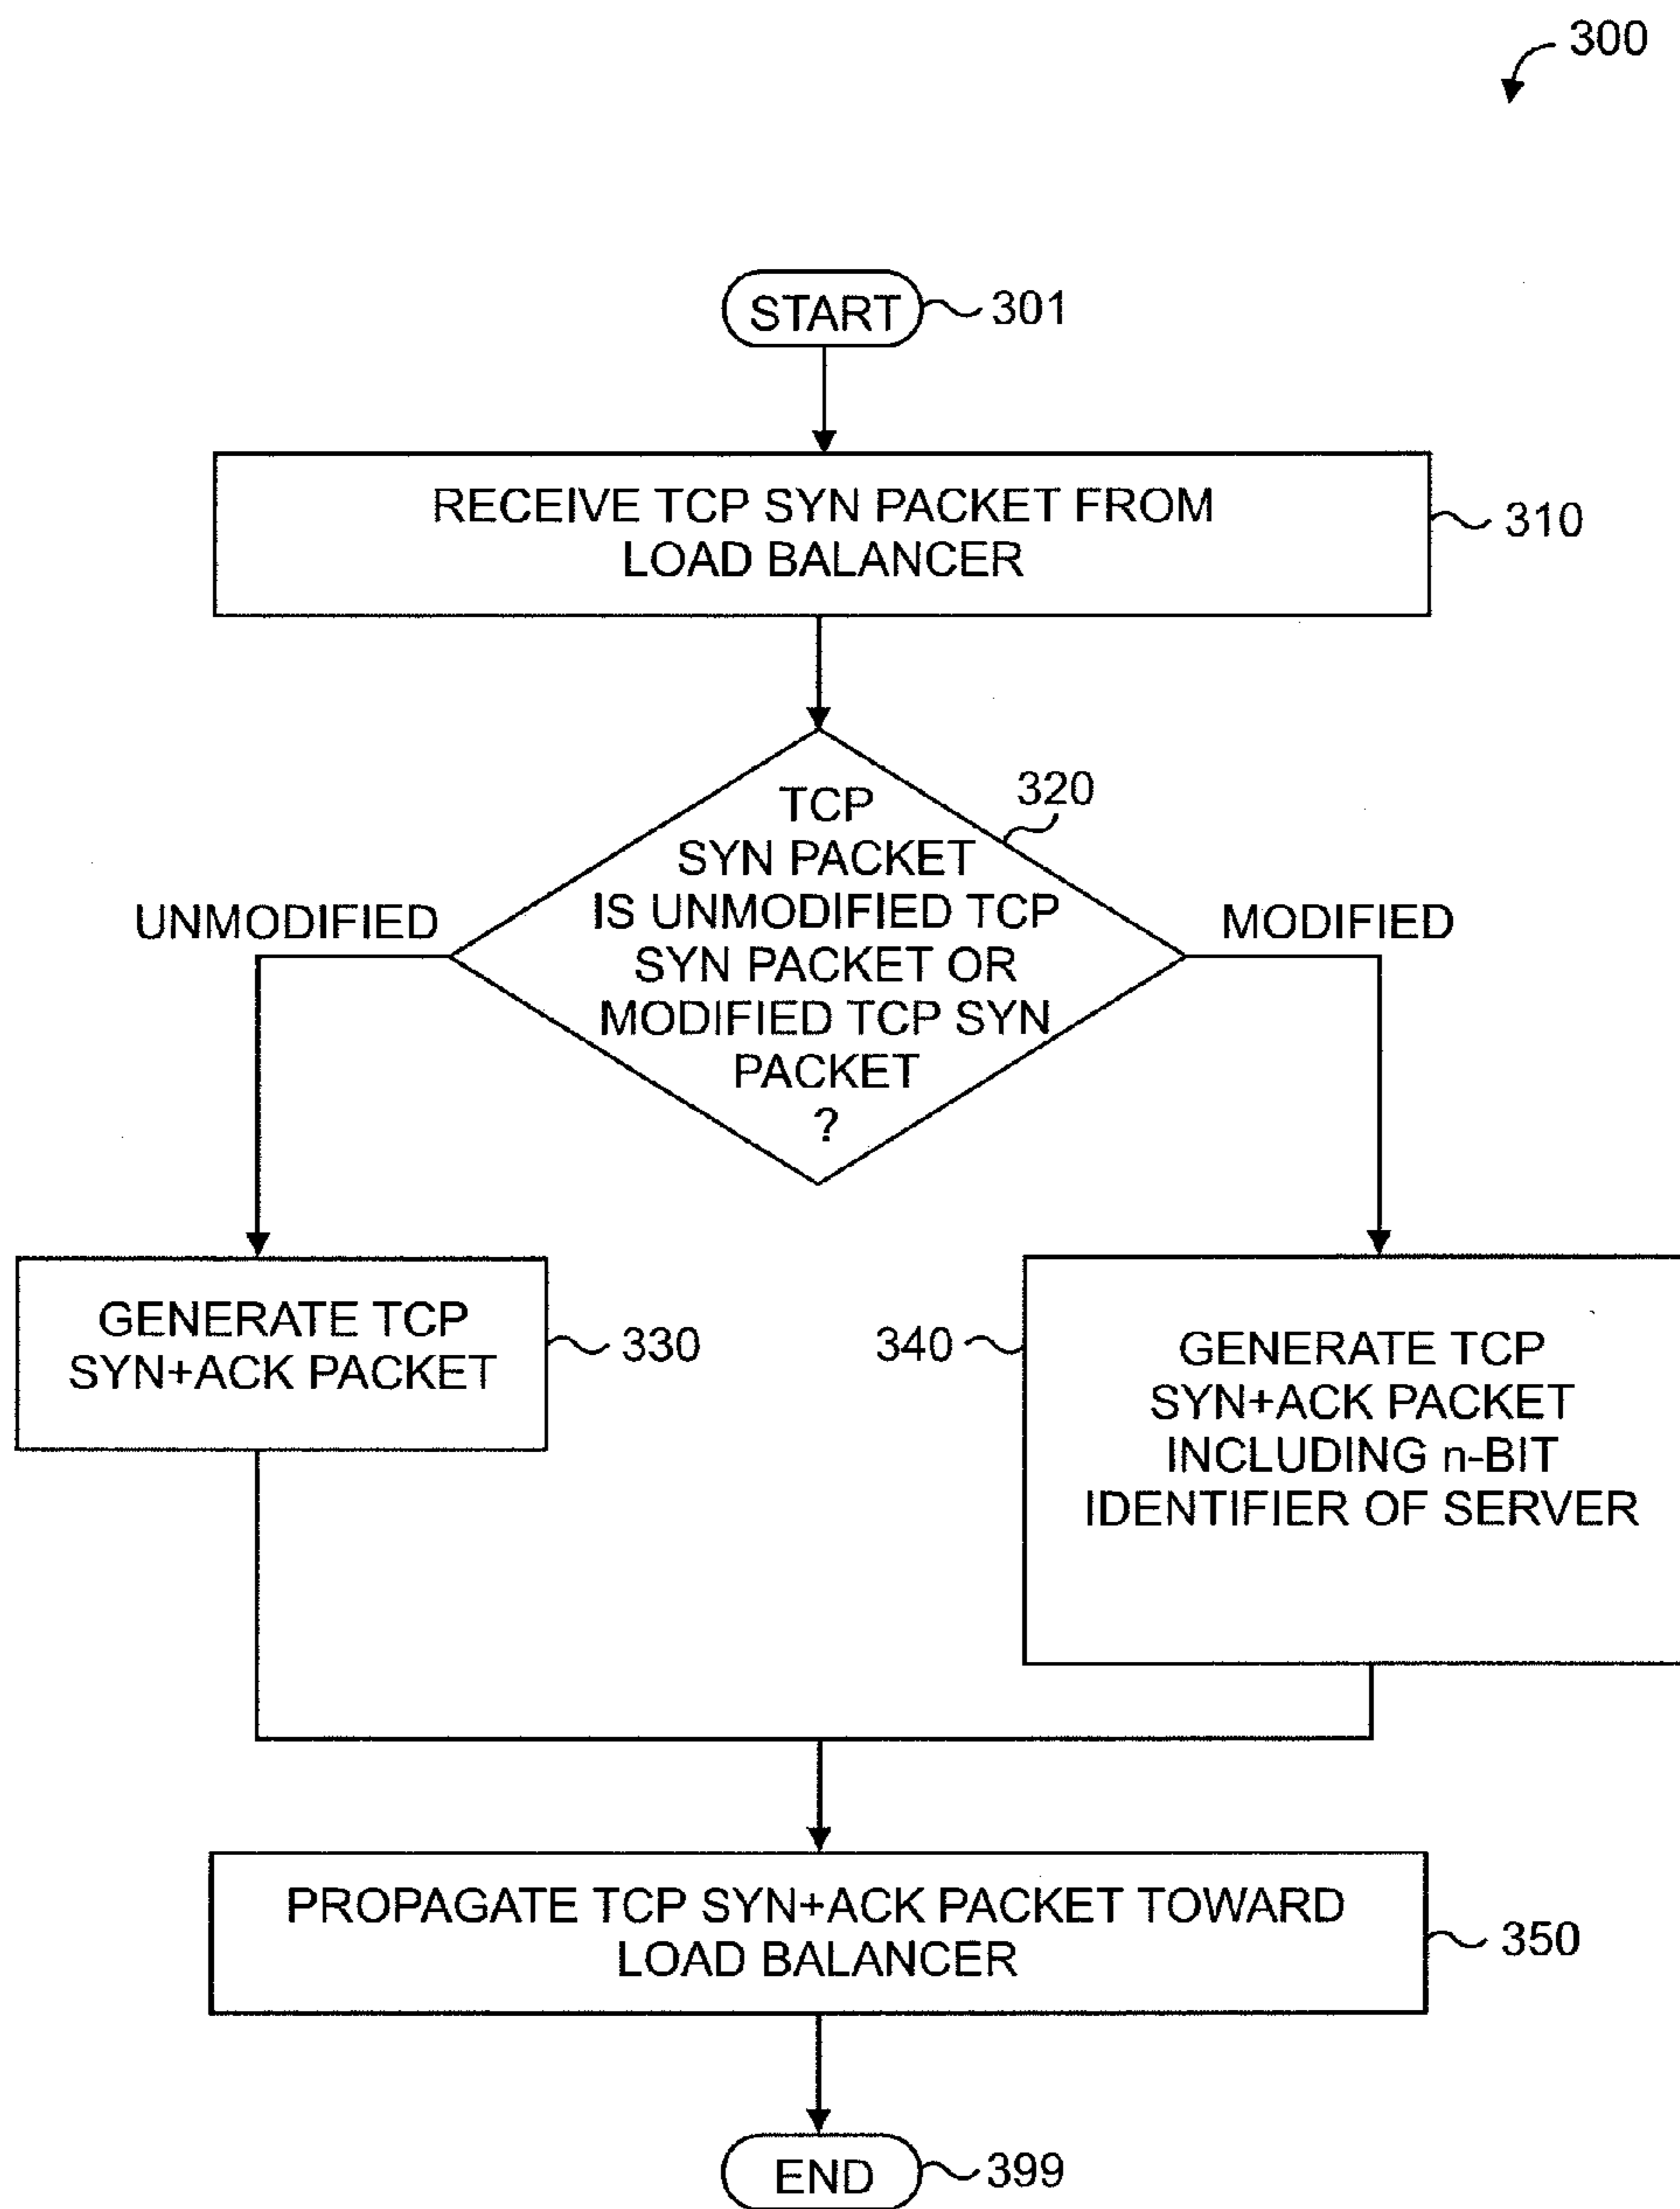 300
START
301
RECEIVE TCP SYN PACKET FROM
LOAD BALANCER
310
TCP
SYN PACKET
IS UNMODIFIED TCP
SYN PACKET OR
MODIFIED TCP SYN
PACKET
?
320
UNMODIFIED
MODIFIED
GENERATE TCP
SYN+ACK PACKET
330
340
GENERATE TCP
SYN+ACK PACKET
INCLUDING n-BIT
IDENTIFIER OF SERVER
PROPAGATE TCP SYN+ACK PACKET TOWARD
LOAD BALANCER
350
END
399